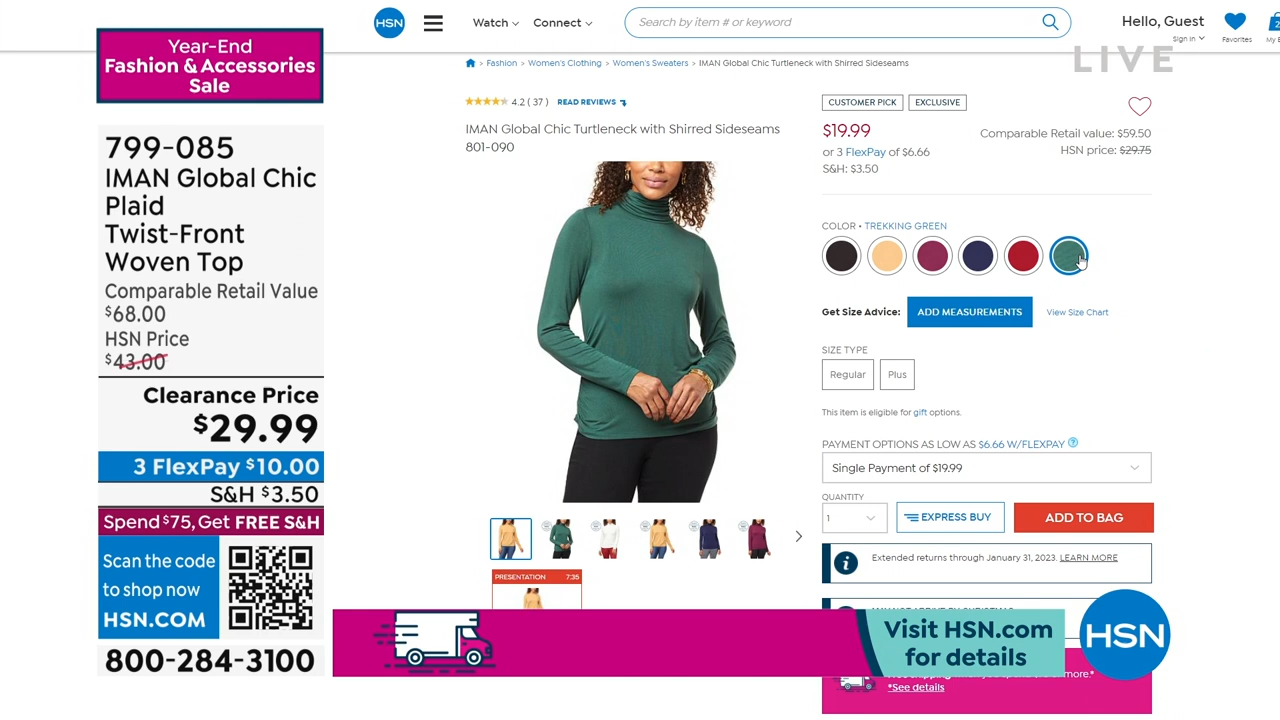 Year-End
Fashion & Accessories
Sale
799-085
IMAN Global Chic
Plaid
Twist-Front
Woven Top
Comparable Retail Value
$68.00
HSN Price
$43.00
Clearance Price
$29.99
3 FlexPay $10.00
S&H $3.50
Spend $75, Get FREE S&H
Scan the code
to shop now
HSN.COM
800-284-3100
HSN
Watch
Connect
Search by item # or keyword
Hello, Guest
Sign In
Favorites
LIVE
> Fashion > Women's Clothing > Women's Sweaters > IMAN Global Chic Turtleneck with Shirred Sideseams
4.2 ( 37 ) READ REVIEWS
IMAN Global Chic Turtleneck with Shirred Sideseams
801-090
PRESENTATION 7:35
CUSTOMER PICK EXCLUSIVE
$19.99
Comparable Retail value: $59.50
or 3 FlexPay of $6.66
HSN price: $29.75
S&H: $3.50
COLOR • TREKKING GREEN
Get Size Advice: ADD MEASUREMENTS View Size Chart
SIZE TYPE
Regular Plus
This item is eligible for gift options.
PAYMENT OPTIONS AS LOW AS $6.66 W/FLEXPAY ?
Single Payment of $19.99
QUANTITY
1 EXPRESS BUY ADD TO BAG
Extended returns through January 31, 2023. LEARN MORE
Visit HSN.com
for details
HSN
more.*
*See details